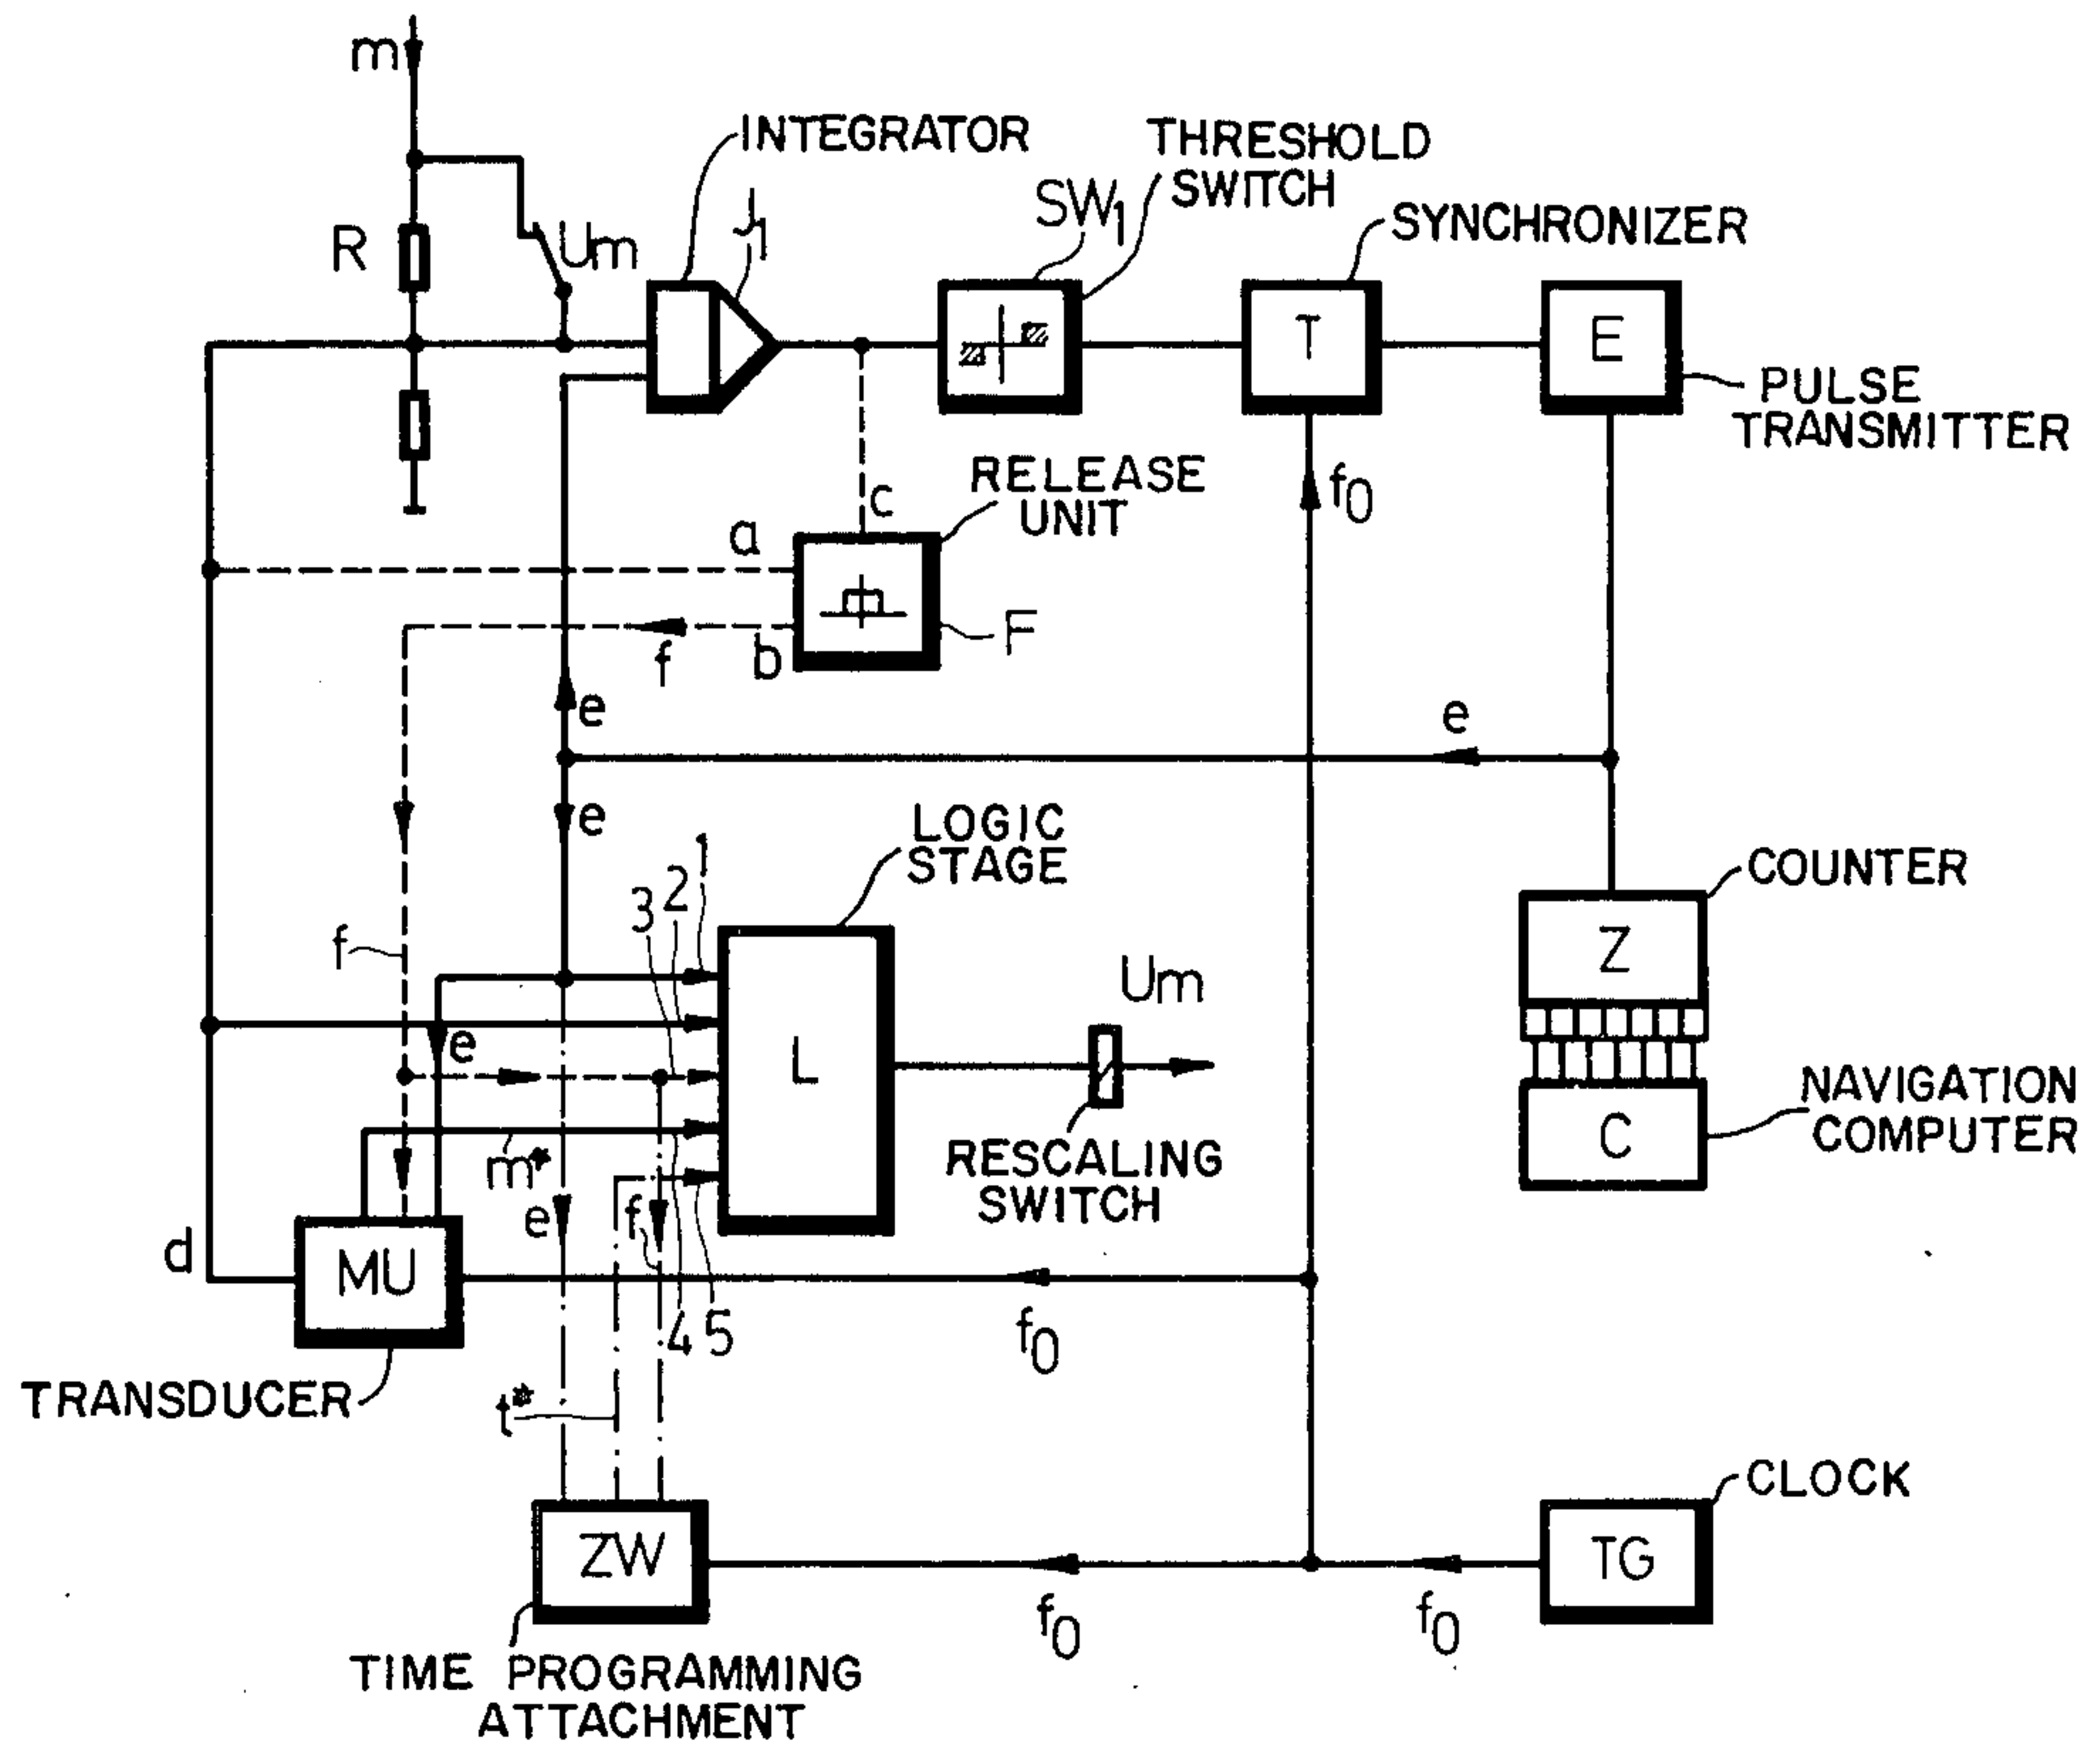 m
INTEGRATOR
THRESHOLD
SWITCH
SW1
SYNCHRONIZER
J1
R
Um
T
E
PULSE
TRANSMITTER
RELEASE
UNIT
c
f0
a
F
f
b
e
e
e
LOGIC
STAGE
1
2
3
COUNTER
f
Z
Um
e
L
NAVIGATION
COMPUTER
C
m*
RESCALING
SWITCH
e
f
d
MU
4 5
f0
TRANSDUCER
t*
CLOCK
ZW
TG
f0
f0
TIME PROGRAMMING
ATTACHMENT